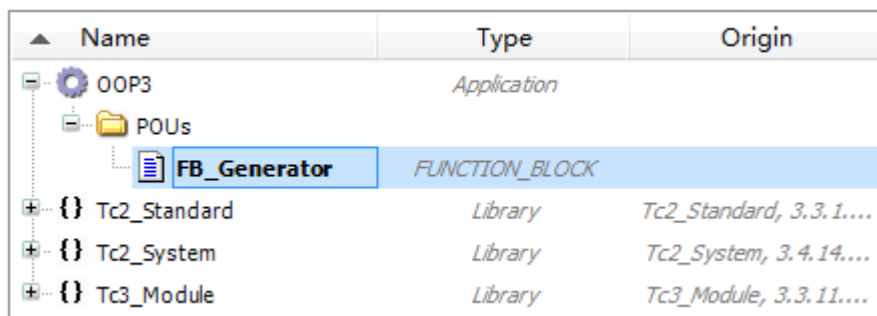 Name Type Origin
OOP3 Application
POUs
FB_Generator FUNCTION_BLOCK
{} Tc2_Standard Library Tc2_Standard, 3.3.1....
{} Tc2_System Library Tc2_System, 3.4.14....
{} Tc3_Module Library Tc3_Module, 3.3.11....